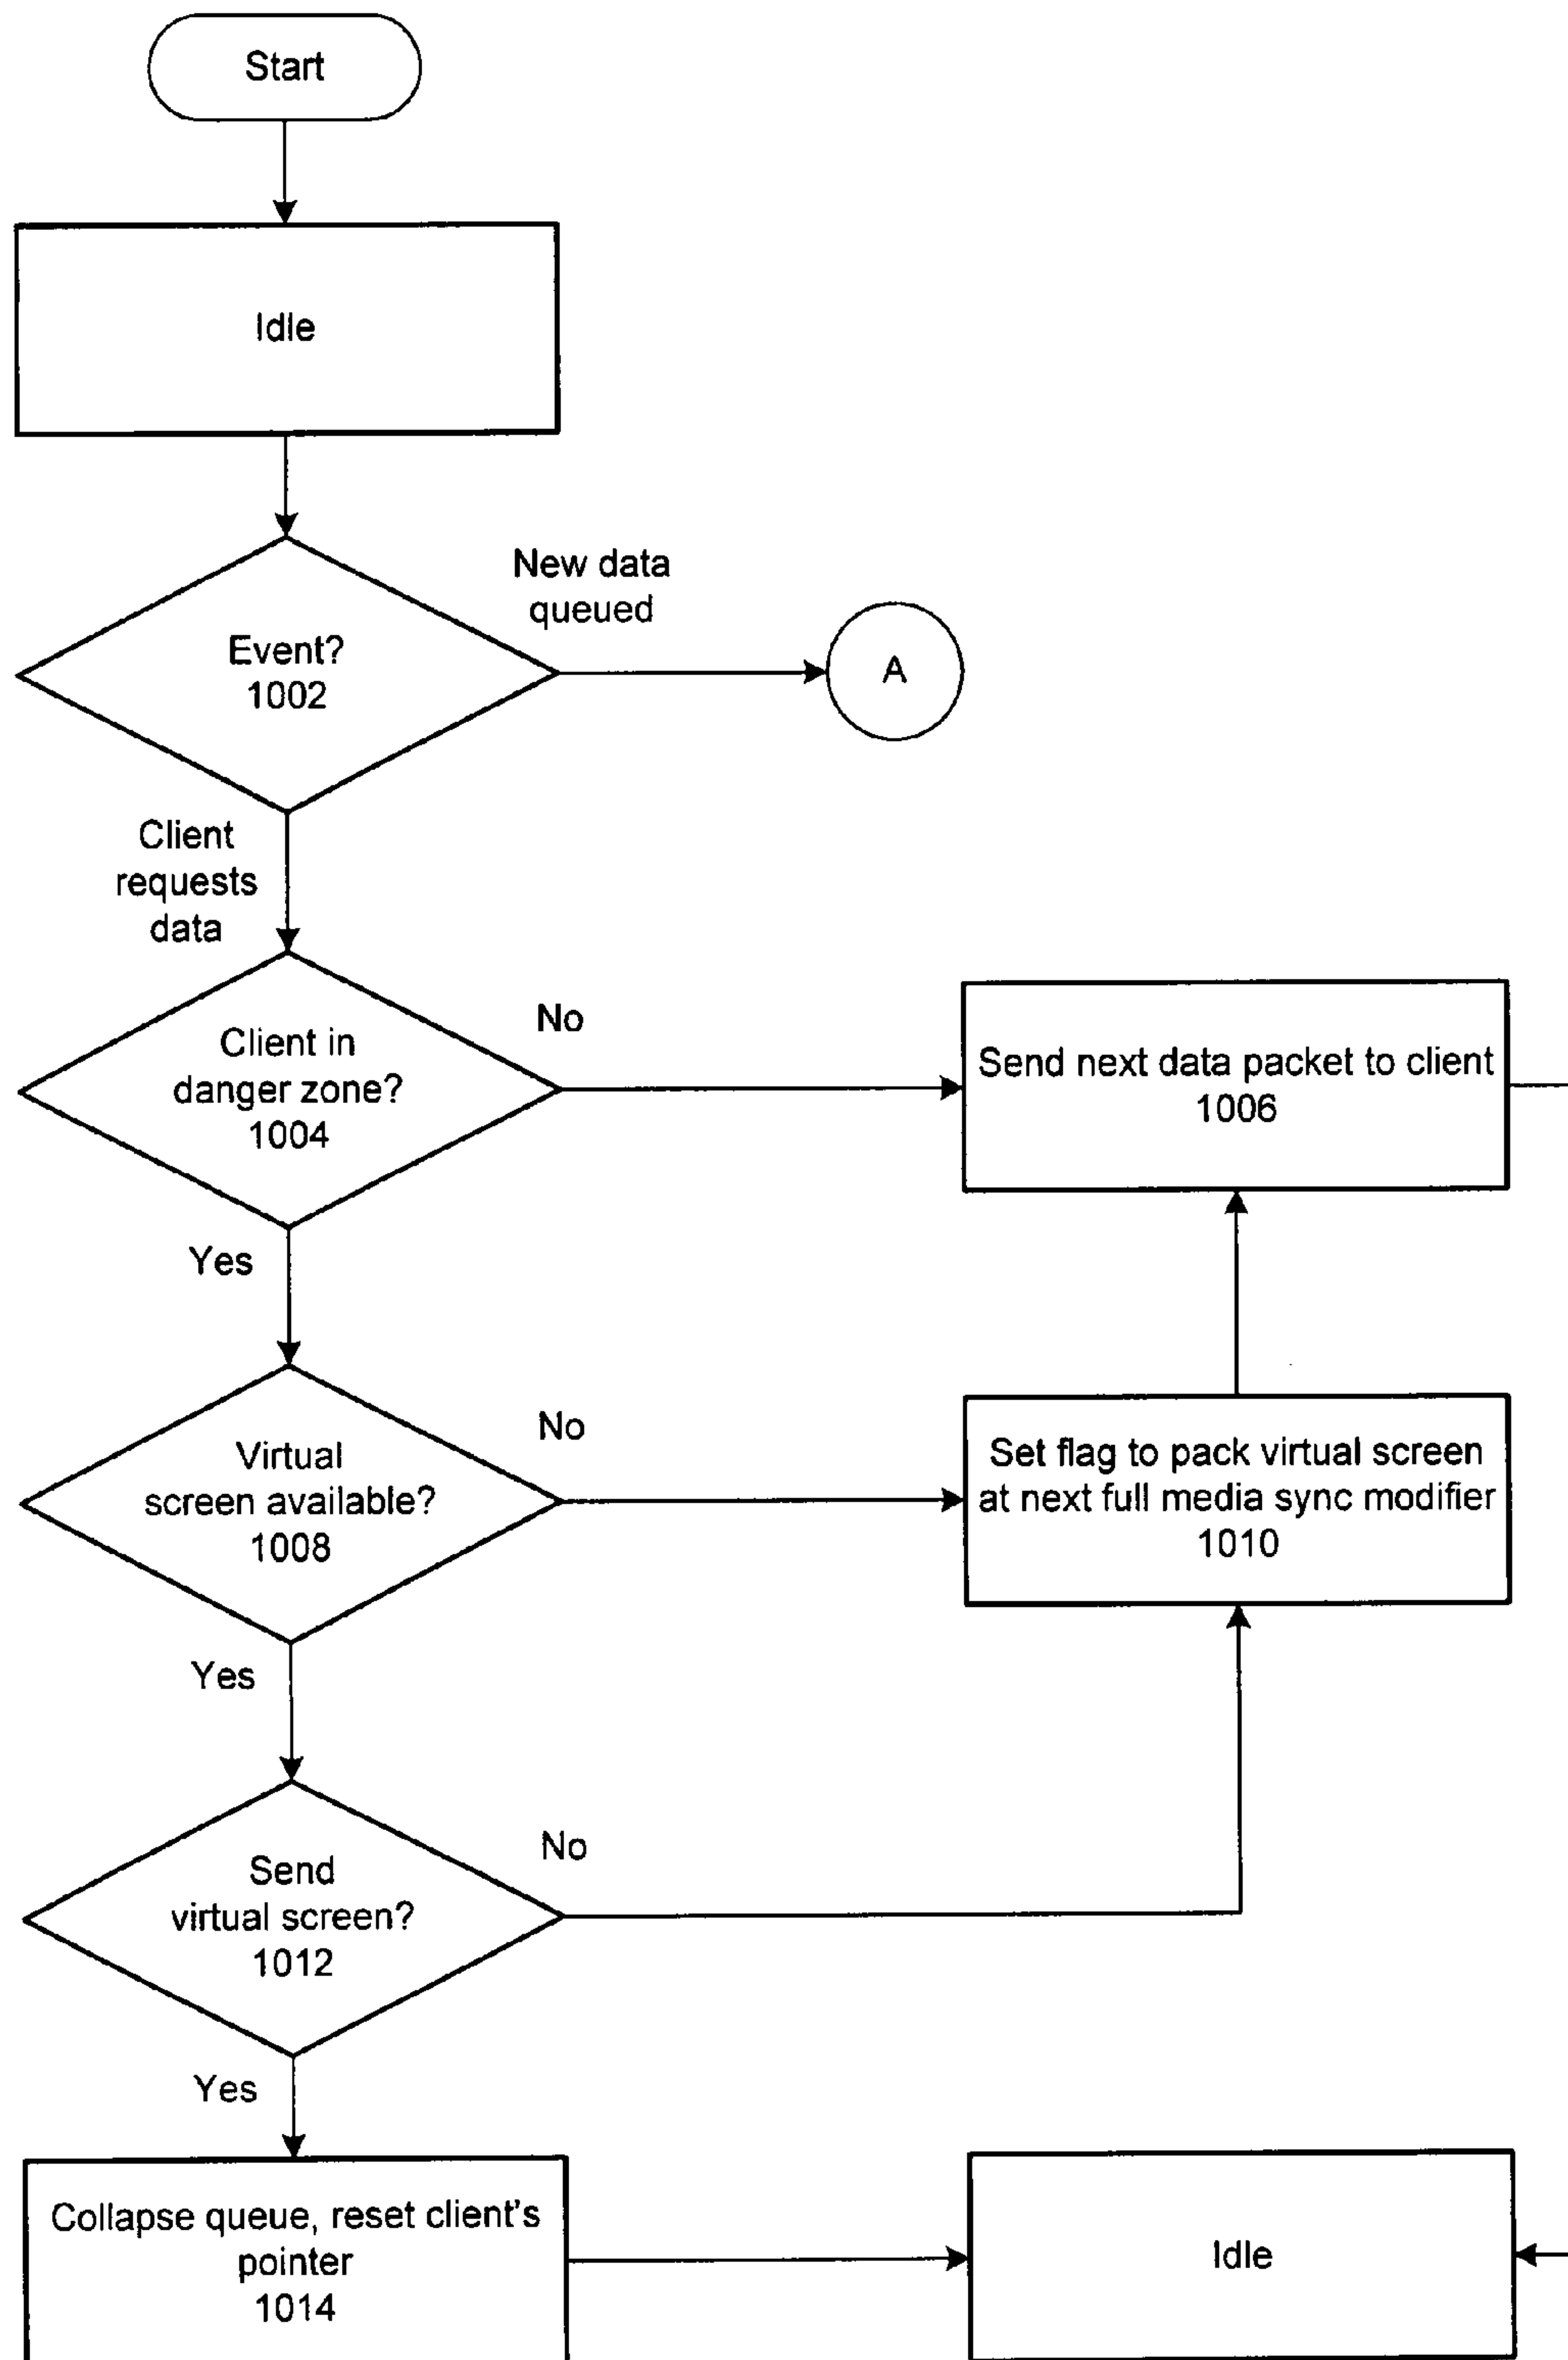 Start
Idle
New data
queued
Event?
1002
A
Client
requests
data
No
Client in
danger zone?
1004
Send next data packet to client
1006
Yes
No
Virtual
screen available?
1008
Set flag to pack virtual screen
at next full media sync modifier
1010
Yes
No
Send
virtual screen?
1012
Yes
Collapse queue, reset client's
pointer
1014
Idle